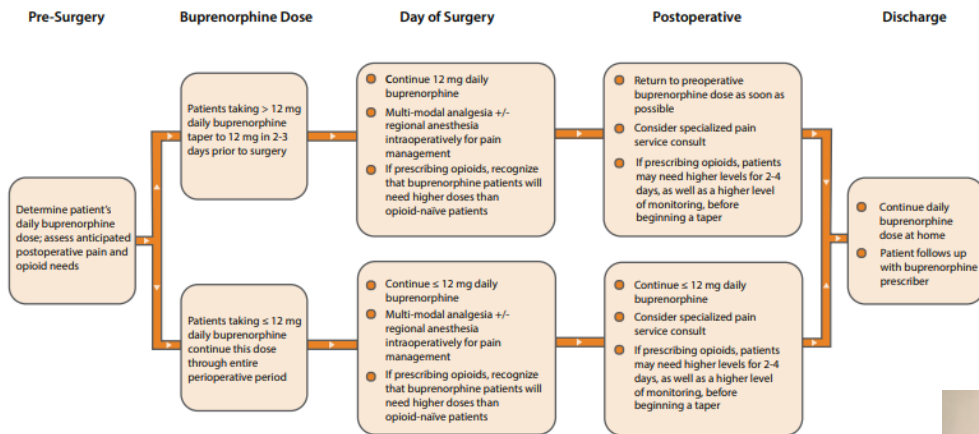 Pre-Surgery
Buprenorphine Dose
Day of Surgery
Postoperative
Discharge
Determine patient's
daily buprenorphine
dose; assess anticipated
postoperative pain and
opioid needs
Patients taking > 12 mg
daily buprenorphine
taper to 12 mg in 2-3
days prior to surgery
Continue 12 mg daily
buprenorphine
Multi-modal analgesia +/-
regional anesthesia
intraoperatively for pain
management
If prescribing opioids, recognize
that buprenorphine patients will
need higher doses than
opioid-naïve patients
Return to preoperative
buprenorphine dose as soon as
possible
Consider specialized pain
service consult
If prescribing opioids, patients
may need higher levels for 2-4
days, as well as a higher level
of monitoring, before
beginning a taper
Patients taking ≤ 12 mg
daily buprenorphine
continue this dose
through entire
perioperative period
Continue ≤ 12 mg daily
buprenorphine
Multi-modal analgesia +/-
regional anesthesia
intraoperatively for pain
management
If prescribing opioids, recognize
that buprenorphine patients will
need higher doses than
opioid-naïve patients
Continue ≤ 12 mg daily
buprenorphine
Consider specialized pain
service consult
If prescribing opioids, patients
may need higher levels for 2-4
days, as well as a higher level
of monitoring, before
beginning a taper
Continue daily
buprenorphine
dose at home
Patient follows up
with buprenorphine
prescriber